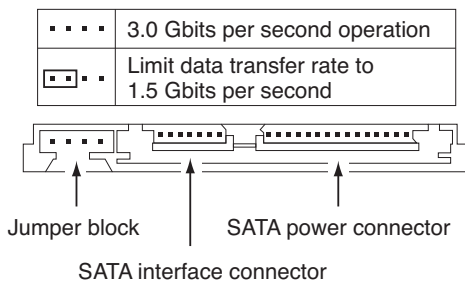 3.0 Gbits per second operation
Limit data transfer rate to
1.5 Gbits per second
Jumper block
SATA power connector
SATA interface connector